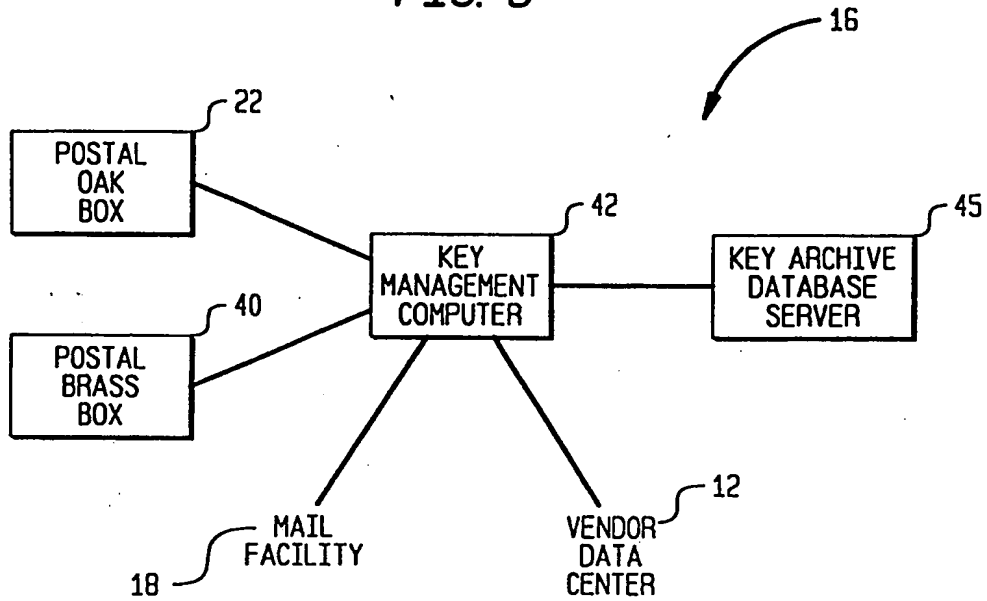 16
22
POSTAL
OAK
BOX
42
KEY
MANAGEMENT
COMPUTER
45
KEY ARCHIVE
DATABASE
SERVER
40
POSTAL
BRASS
BOX
MAIL
FACILITY
18
VENDOR
DATA
CENTER
12